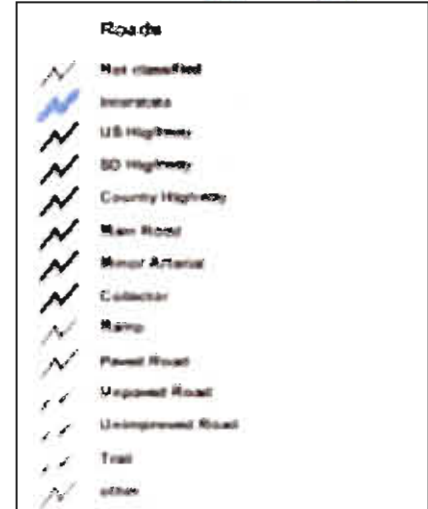 Roads
Not classified
Interstate
US Highway
SD Highway
County Highway
Main Road
Minor Arterial
Collector
Ramp
Paved Road
Unpaved Road
Unimproved Road
Trail
other